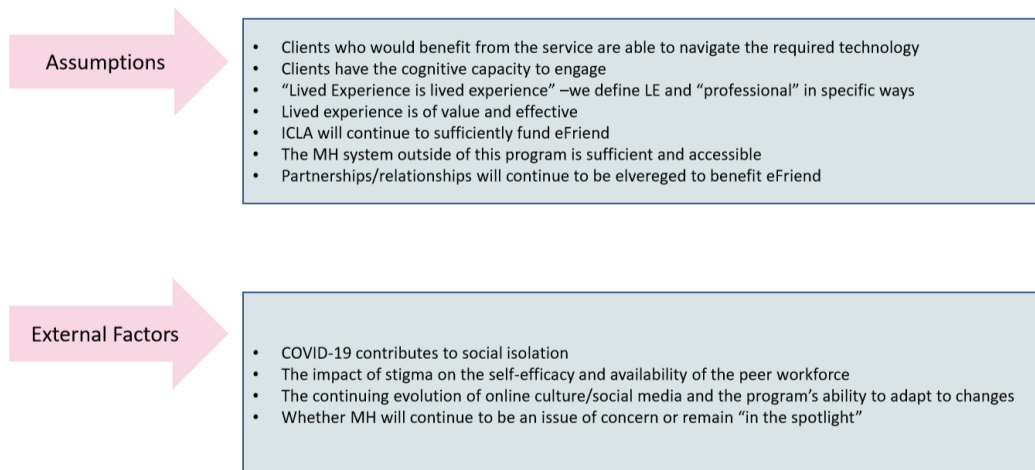 Assumptions
• Clients who would benefit from the service are able to navigate the required technology
• Clients have the cognitive capacity to engage
• “Lived Experience is lived experience” –we define LE and “professional” in specific ways
• Lived experience is of value and effective
• ICLA will continue to sufficiently fund eFriend
• The MH system outside of this program is sufficient and accessible
• Partnerships/relationships will continue to be elvereged to benefit eFriend
External Factors
• COVID-19 contributes to social isolation
• The impact of stigma on the self-efficacy and availability of the peer workforce
• The continuing evolution of online culture/social media and the program’s ability to adapt to changes
• Whether MH will continue to be an issue of concern or remain “in the spotlight”